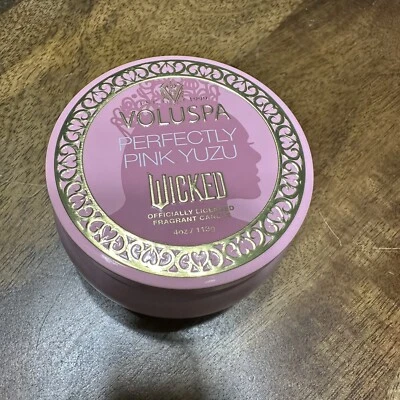 VOLUSPA
PERFECTLY
PINK YUZU
WICKED
OFFICIALLY LICENSED
FRAGRANT CANDLE
4oz / 113g